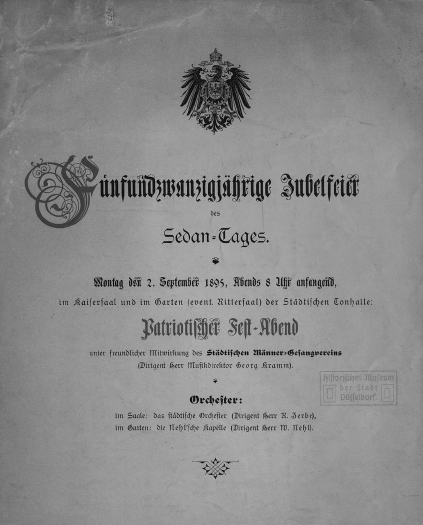 Fünfundzwanzigjährige Jubelfeier
des
Sedan-Tages.
Montag den 2. September 1895, Abends 8 Uhr anfangend,
im Kaisersaal und im Garten (event. Rittersaal) der Städtischen Tonhalle:
Patriotischer Fest-Abend
unter freundlicher Mitwirkung des Städtischen Männer-Gesangvereins
(Dirigent Herr Musikdirektor Georg Kramm).
Orchester:
im Saale: das städtische Orchester (Dirigent Herr R. Zerbe),
im Garten: die Nehl'sche Kapelle (Dirigent Herr W. Nehl).
Historisches Museum
der Stadt
Düsseldorf.